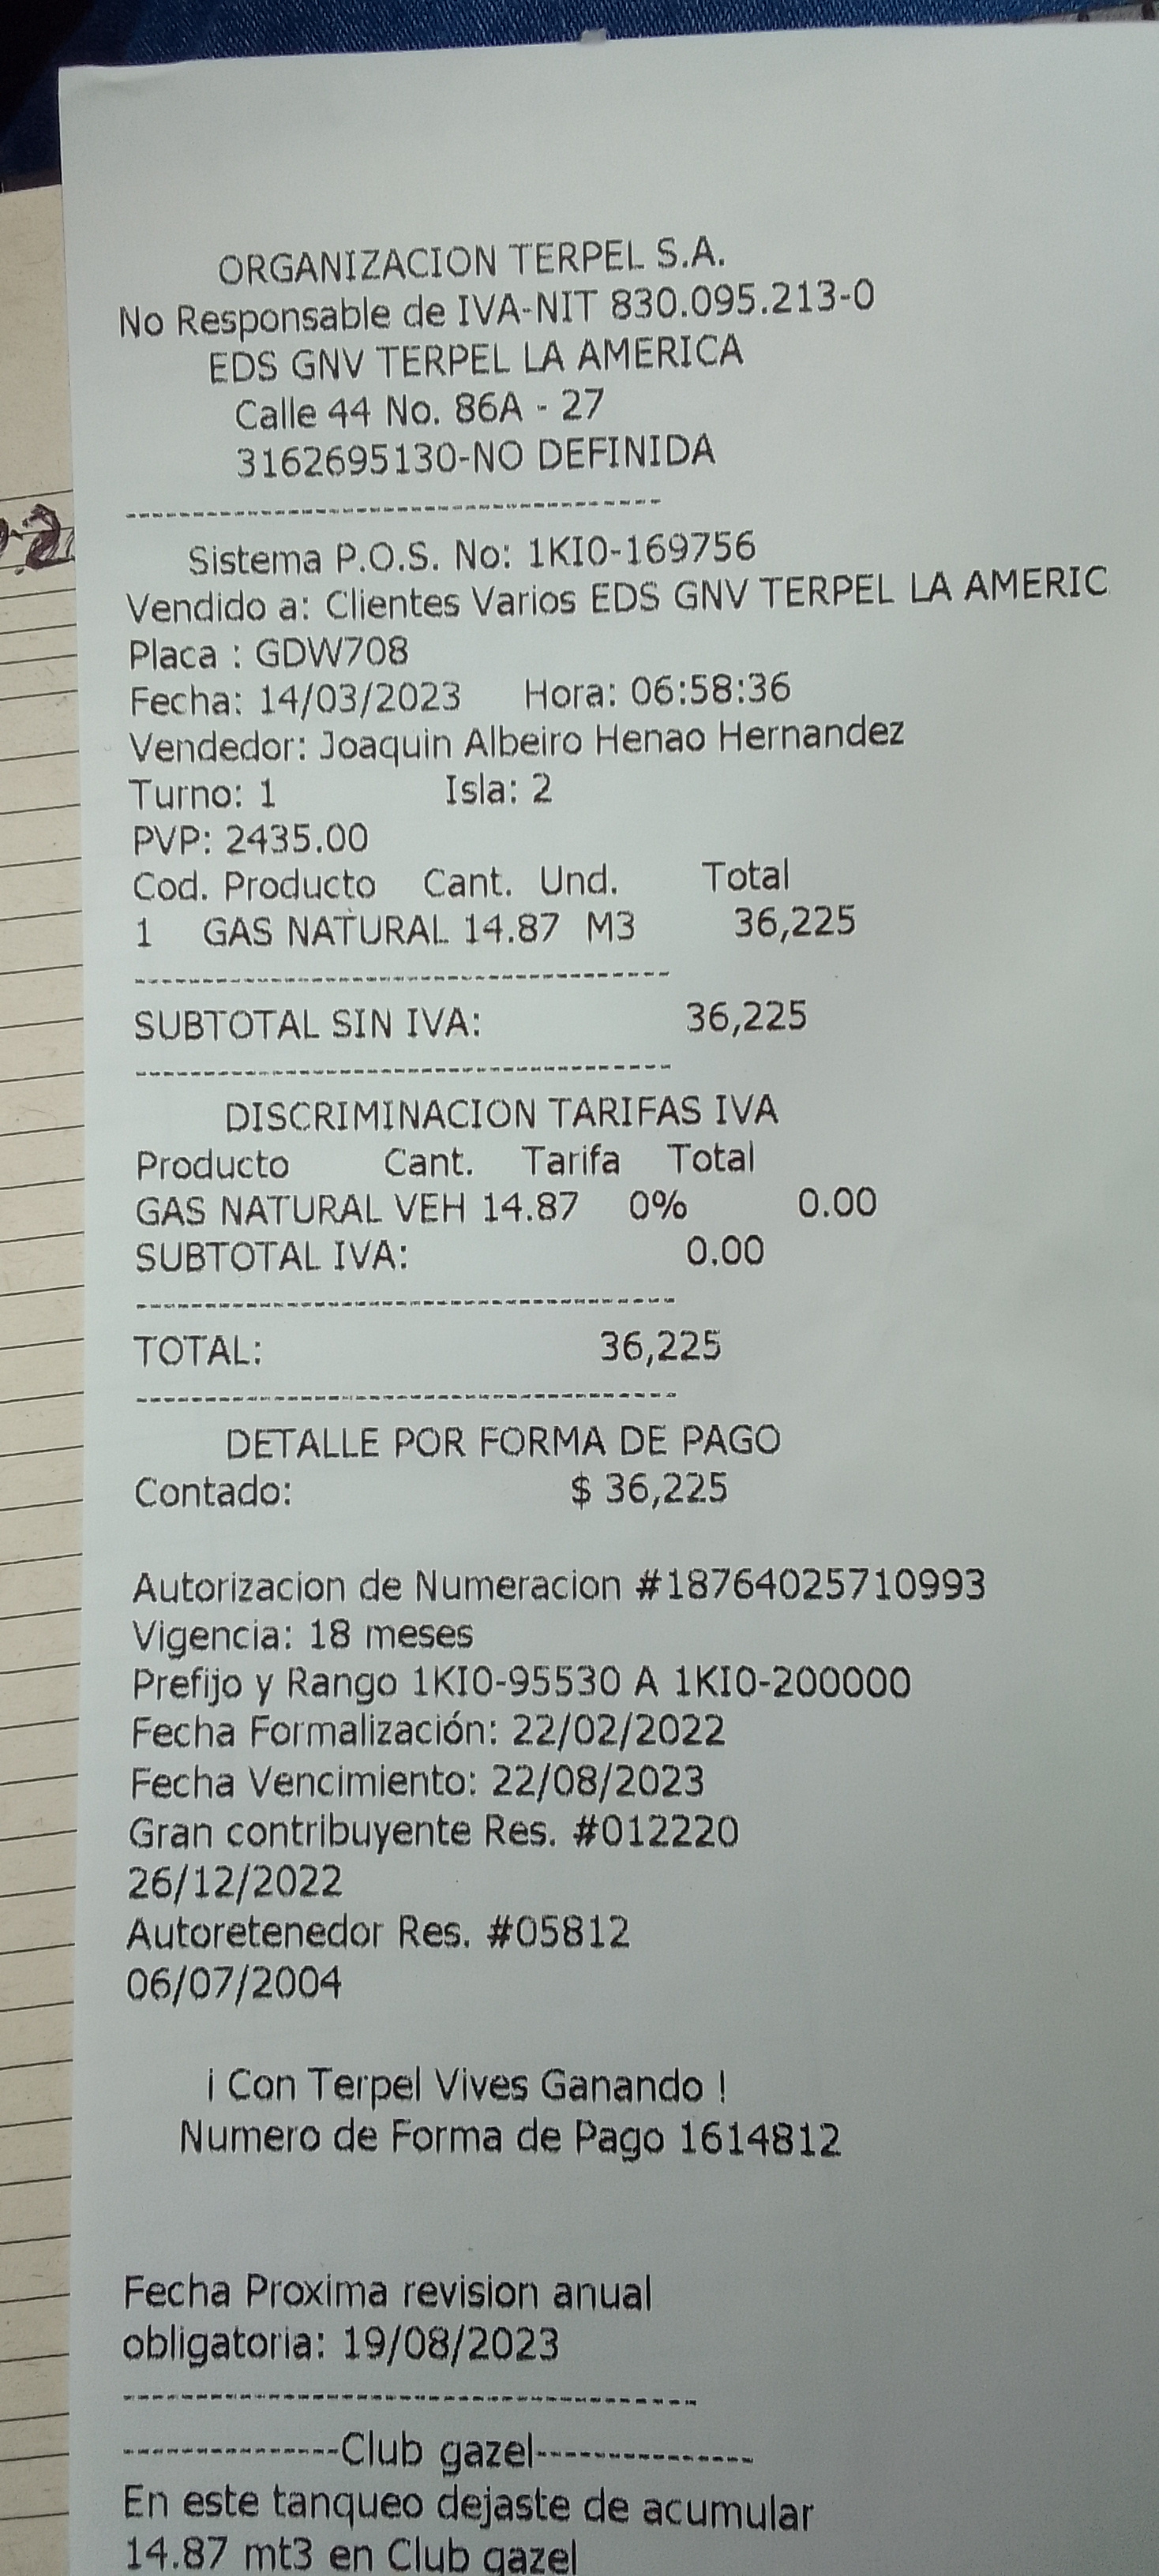 ORGANIZACION TERPEL S.A.
No Responsable de IVA-NIT 830.095.213-0
EDS GNV TERPEL LA AMERICA
Calle 44 No. 86A - 27
3162695130-NO DEFINIDA
Sistema P.O.S. No: 1KI0-169756
Vendido a: Clientes Varios EDS GNV TERPEL LA AMERIC
Placa : GDW708
Fecha: 14/03/2023 Hora: 06:58:36
Vendedor: Joaquin Albeiro Henao Hernandez
Turno: 1 Isla: 2
PVP: 2435.00
Cod. Producto Cant. Und. Total
1 GAS NATURAL 14.87 M3 36,225
SUBTOTAL SIN IVA: 36,225
DISCRIMINACION TARIFAS IVA
Producto Cant. Tarifa Total
GAS NATURAL VEH 14.87 0% 0.00
SUBTOTAL IVA: 0.00
TOTAL: 36,225
DETALLE POR FORMA DE PAGO
Contado: $ 36,225
Autorizacion de Numeracion #18764025710993
Vigencia: 18 meses
Prefijo y Rango 1KI0-95530 A 1KI0-200000
Fecha Formalización: 22/02/2022
Fecha Vencimiento: 22/08/2023
Gran contribuyente Res. #012220
26/12/2022
Autoretenedor Res. #05812
06/07/2004
¡ Con Terpel Vives Ganando !
Numero de Forma de Pago 1614812
Fecha Proxima revision anual
obligatoria: 19/08/2023
---------------Club gazel---------------
En este tanqueo dejaste de acumular
14.87 mt3 en Club gazel